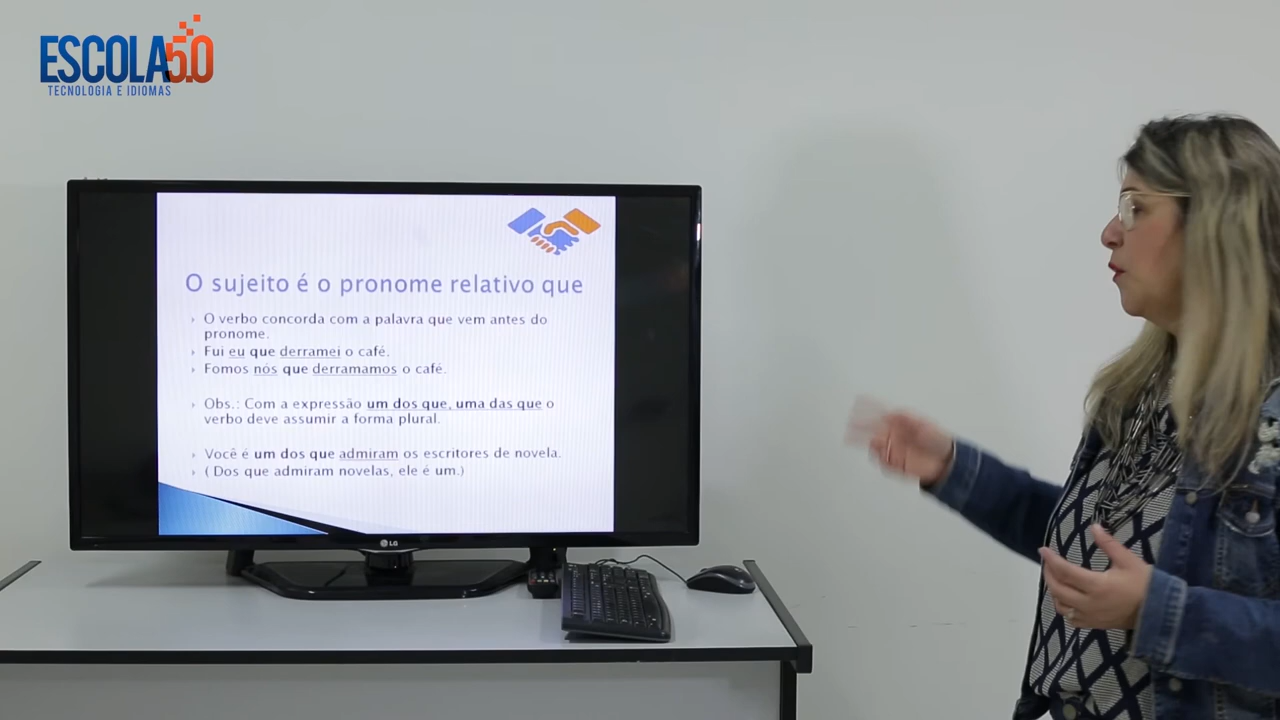 ESCOLA5.0
TECNOLOGIA E IDIOMAS
O sujeito é o pronome relativo que
O verbo concorda com a palavra que vem antes do
pronome.
Fui eu que derramei o café.
Fomos nós que derramamos o café.
Obs.: Com a expressão um dos que, uma das que o
verbo deve assumir a forma plural.
Você é um dos que admiram os escritores de novela.
( Dos que admiram novelas, ele é um.)
LG